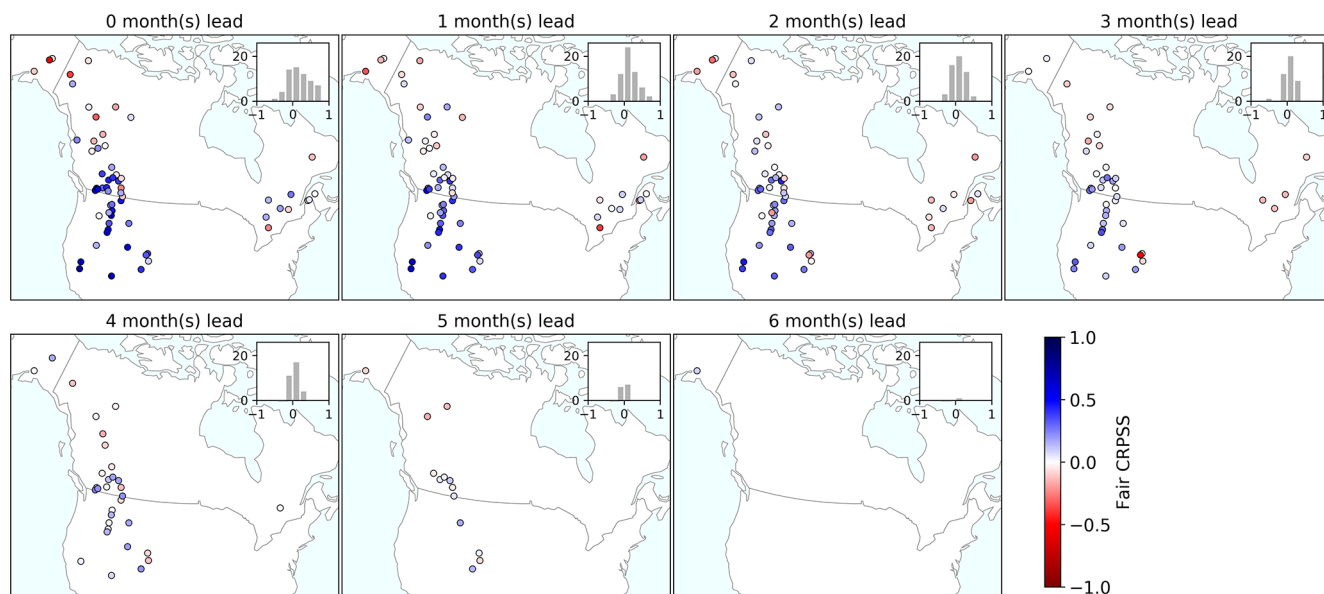 0 month(s) lead
20
0
−1 0 1
1 month(s) lead
20
0
−1 0 1
2 month(s) lead
20
0
−1 0 1
3 month(s) lead
20
0
−1 0 1
4 month(s) lead
20
0
−1 0 1
5 month(s) lead
20
0
−1 0 1
6 month(s) lead
20
0
−1 0 1
1.0
0.5
0.0
−0.5
−1.0
Fair CRPSS